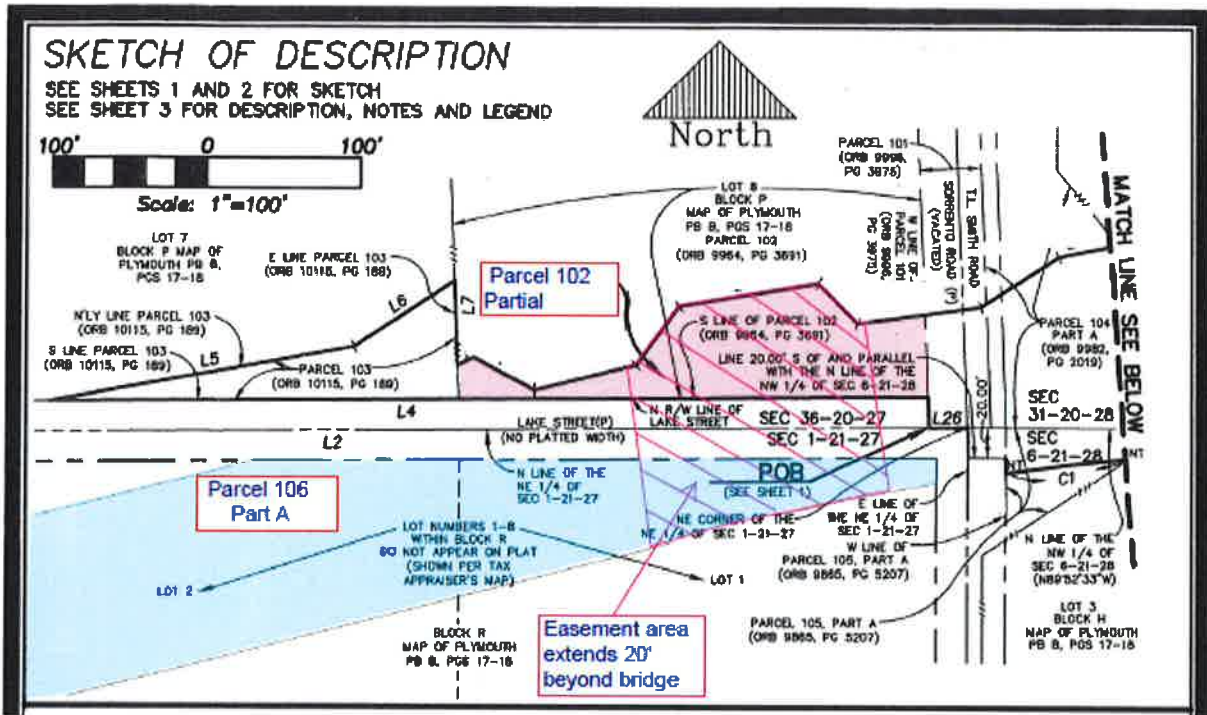 SKETCH OF DESCRIPTION
SEE SHEETS 1 AND 2 FOR SKETCH
SEE SHEET 3 FOR DESCRIPTION, NOTES AND LEGEND
100'
0
100'
Scale: 1"=100'
North
LOT 7
BLOCK P MAP OF
PLYMOUTH PB B,
PGS 17-18
E LINE PARCEL 103
(ORB 10115, PG 189)
N'LY LINE PARCEL 103
(ORB 10115, PG 189)
S LINE PARCEL 103
(ORB 10115, PG 189)
L5
L6
L7
PARCEL 103
(ORB 10115, PG 189)
Parcel 102
Partial
LOT 8
BLOCK P
MAP OF PLYMOUTH
PB B, PGS 17-18
PARCEL 102
(ORB 9964, PG 3691)
N LINE OF
PARCEL 101
(ORB 9996,
PG 3975)
PARCEL 101
(ORB 9996,
PG 3975)
SORRENTO ROAD (P)
(VACATED)
T.L. SMITH ROAD
MATCH LINE SEE BELOW
S LINE OF PARCEL 102
(ORB 9964, PG 3691)
LINE 20.00' S OF AND PARALLEL
WITH THE N LINE OF THE
NW 1/4 OF SEC 6-21-28
PARCEL 104
PART A
(ORB 9982,
PG 2019)
20.00'
L4
N R/W LINE OF
LAKE STREET
SEC 36-20-27
SEC 1-21-27
L26
SEC
31-20-28
SEC
6-21-28
LAKE STREET(P)
(NO PLATTED WIDTH)
L2
N LINE OF THE
NE 1/4 OF
SEC 1-21-27
POB
(SEE SHEET 1)
NT
NT
C1
Parcel 106
Part A
LOT NUMBERS 1-8
WITHIN BLOCK R
DO NOT APPEAR ON PLAT
(SHOWN PER TAX
APPRAISER'S MAP)
LOT 2
LOT 1
NE CORNER OF THE
NE 1/4 OF SEC 1-21-27
E LINE OF
THE NE 1/4 OF
SEC 1-21-27
W LINE OF
PARCEL 105, PART A
(ORB 9865, PG 5207)
N LINE OF THE
NW 1/4 OF
SEC 6-21-28
(N89°52'33"W)
PARCEL 105, PART A
(ORB 9865, PG 5207)
LOT 3
BLOCK H
MAP OF PLYMOUTH
PB B, PGS 17-18
BLOCK R
MAP OF PLYMOUTH
PB B, PGS 17-18
Easement area
extends 20'
beyond bridge